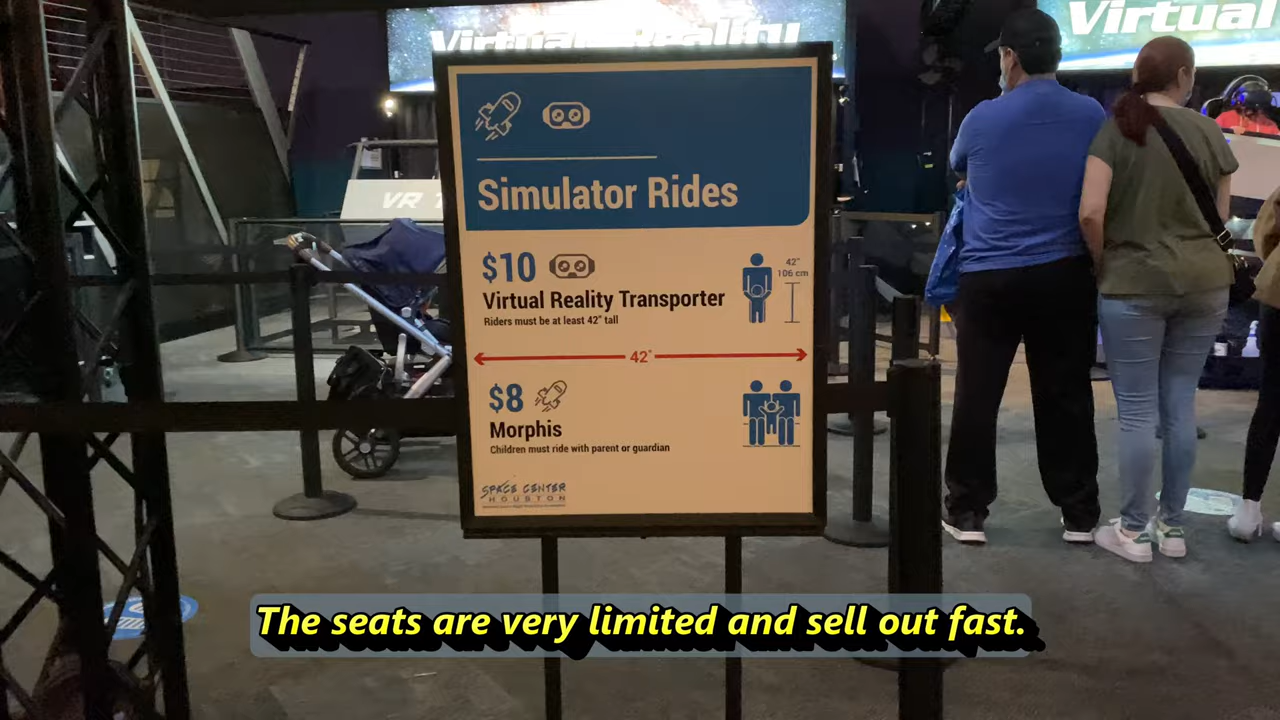 Virtual Reality
Virtual
VR
Simulator Rides
$10
Virtual Reality Transporter
Riders must be at least 42" tall
42"
106 cm
42"
$8
Morphis
Children must ride with parent or guardian
SPACE CENTER
HOUSTON
The seats are very limited and sell out fast.